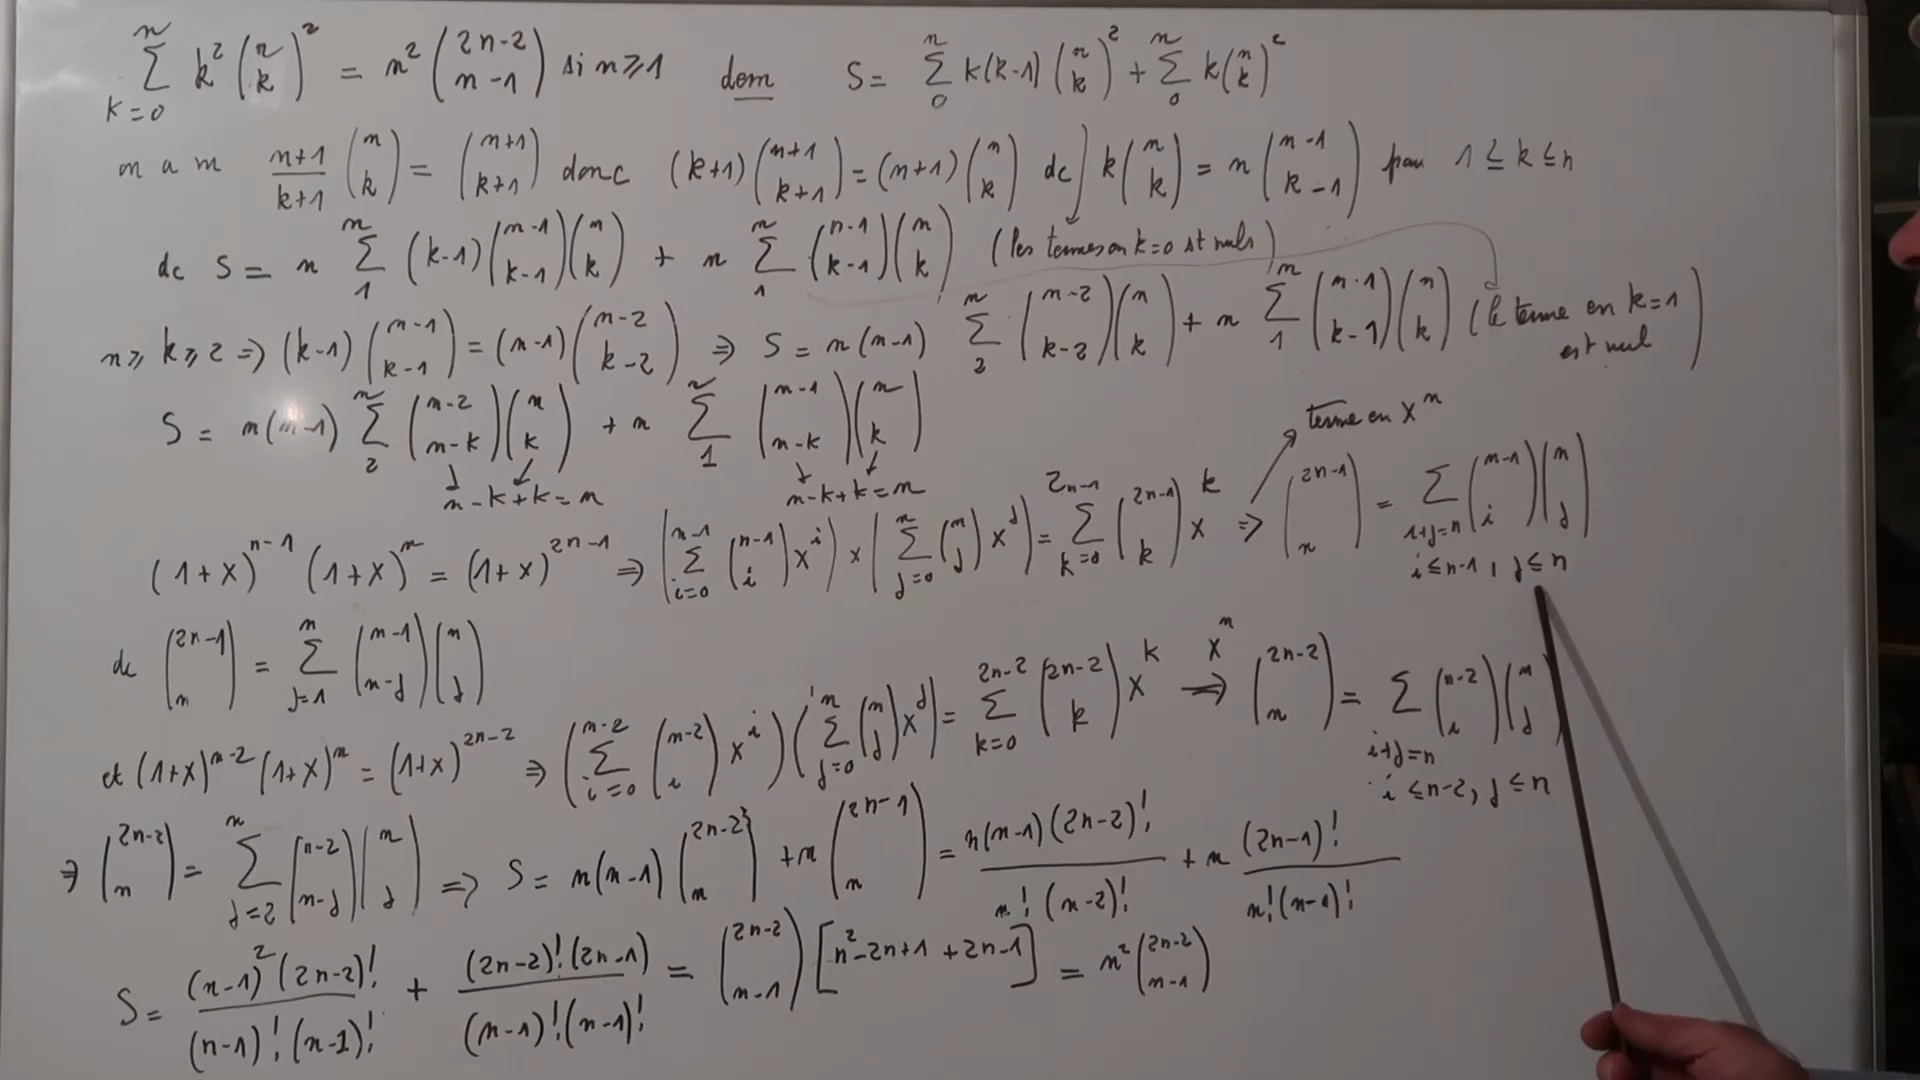 ∑_{k=0}^{n} k² (n k)² = n² (2n-2 n-1) si n ≥ 1 dem S = ∑_0^n k(k-1) (n k)² + ∑_0^n k (n k)²
on a n+1/k+1 (n k) = (n+1 k+1) donc (k+1) (n+1 k+1) = (n+1) (n k) dc k (n k) = n (n-1 k-1) pour 1 ≤ k ≤ n
dc S = n ∑_1^n (k-1) (n-1 k-1) (n k) + n ∑_1^n (n-1 k-1) (n k) (les termes en k=0 st nuls)
n ≥ k ≥ 2 ⇒ (k-1) (n-1 k-1) = (n-1) (n-2 k-2) ⇒ S = n(n-1) ∑_2^n (n-2 k-2) (n k) + n ∑_1^n (n-1 k-1) (n k) (le terme en k=1 est nul)
S = n(n-1) ∑_2^n (n-2 n-k) (n k) + n ∑_1^n (n-1 n-k) (n k)
n-k+k=n n-k+k=n
terme en X^n
(1+X)^{n-1} (1+X)^n = (1+X)^{2n-1} ⇒ (∑_{i=0}^{n-1} (n-1 i) X^i) × (∑_{j=0}^{n} (n j) X^j) = ∑_{k=0}^{2n-1} (2n-1 k) X^k ⇒ (2n-1 n) = ∑_{i+j=n i≤n-1, j≤n} (n-1 i) (n j)
dc (2n-1 n) = ∑_{j=1}^{n} (n-1 n-j) (n j)
et (1+X)^{n-2} (1+X)^n = (1+X)^{2n-2} ⇒ (∑_{i=0}^{n-2} (n-2 i) X^i) (∑_{j=0}^{n} (n j) X^j) = ∑_{k=0}^{2n-2} (2n-2 k) X^k ⇒ X^n (2n-2 n) = ∑_{i+j=n i≤n-2, j≤n} (n-2 i) (n j)
⇒ (2n-2 n) = ∑_{j=2}^{n} (n-2 n-j) (n j) ⇒ S = n(n-1) (2n-2 n) + n (2n-1 n) = n(n-1)(2n-2)!/n!(n-2)! + n (2n-1)!/n!(n-1)!
S = (n-1)²(2n-2)!/(n-1)!(n-1)! + (2n-2)!(2n-1)/(n-1)!(n-1)! = (2n-2 n-1) [n²-2n+1+2n-1] = n² (2n-2 n-1)